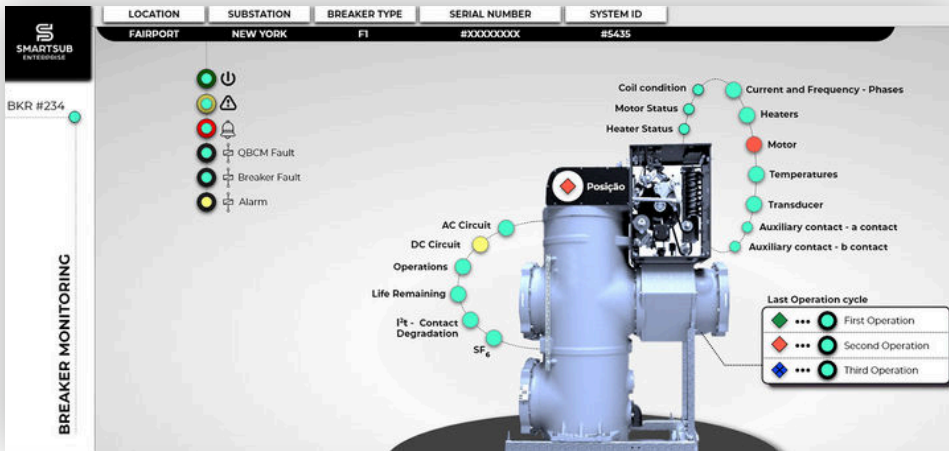 LOCATION
SUBSTATION
BREAKER TYPE
SERIAL NUMBER
SYSTEM ID
FAIRPORT
NEW YORK
F1
#XXXXXXXX
#5435
SMARTSUB
ENTERPRISE
BKR #234
BREAKER MONITORING
QBCM Fault
Breaker Fault
Alarm
Coil condition
Motor Status
Heater Status
Current and Frequency - Phases
Heaters
Motor
Temperatures
Transducer
Auxiliary contact - a contact
Auxiliary contact - b contact
Posição
AC Circuit
DC Circuit
Operations
Life Remaining
I²t - Contact
Degradation
SF₆
Last Operation cycle
First Operation
Second Operation
Third Operation